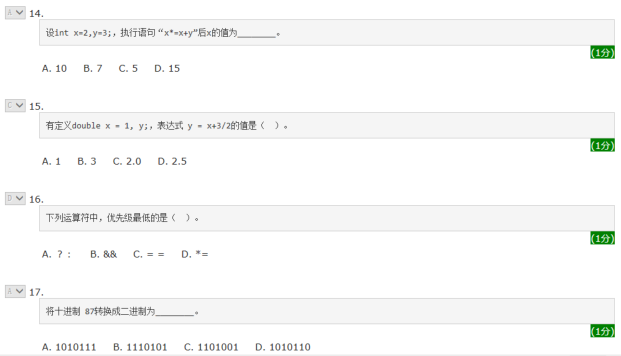 A 14.
设int x=2,y=3;，执行语句 “x*=x+y”后x的值为________。
(1分)
A. 10 B. 7 C. 5 D. 15
C 15.
有定义double x = 1, y;，表达式 y = x+3/2的值是（ ）。
(1分)
A. 1 B. 3 C. 2.0 D. 2.5
D 16.
下列运算符中，优先级最低的是（ ）。
(1分)
A. ？： B. && C. = = D. *=
A 17.
将十进制 87转换成二进制为________。
(1分)
A. 1010111 B. 1110101 C. 1101001 D. 1010110